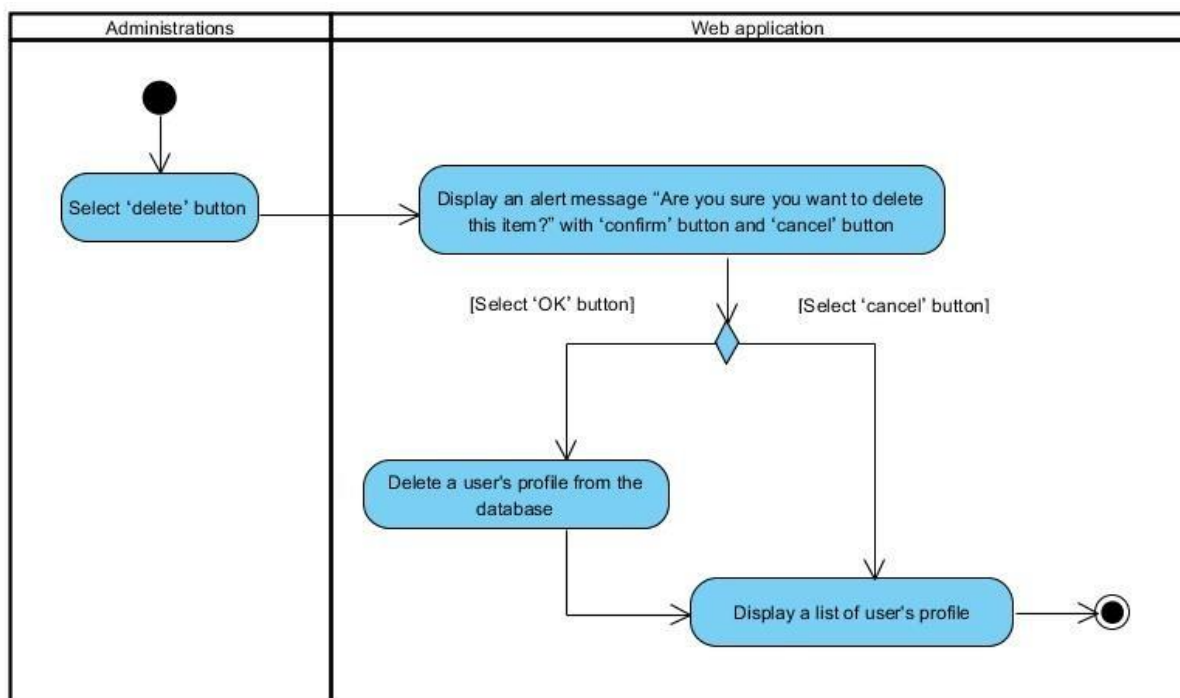 Administrations
Web application
Select ‘delete’ button
Display an alert message “Are you sure you want to delete
this item?” with ‘confirm’ button and ‘cancel’ button
[Select ‘OK’ button]
[Select ‘cancel’ button]
Delete a user's profile from the
database
Display a list of user's profile